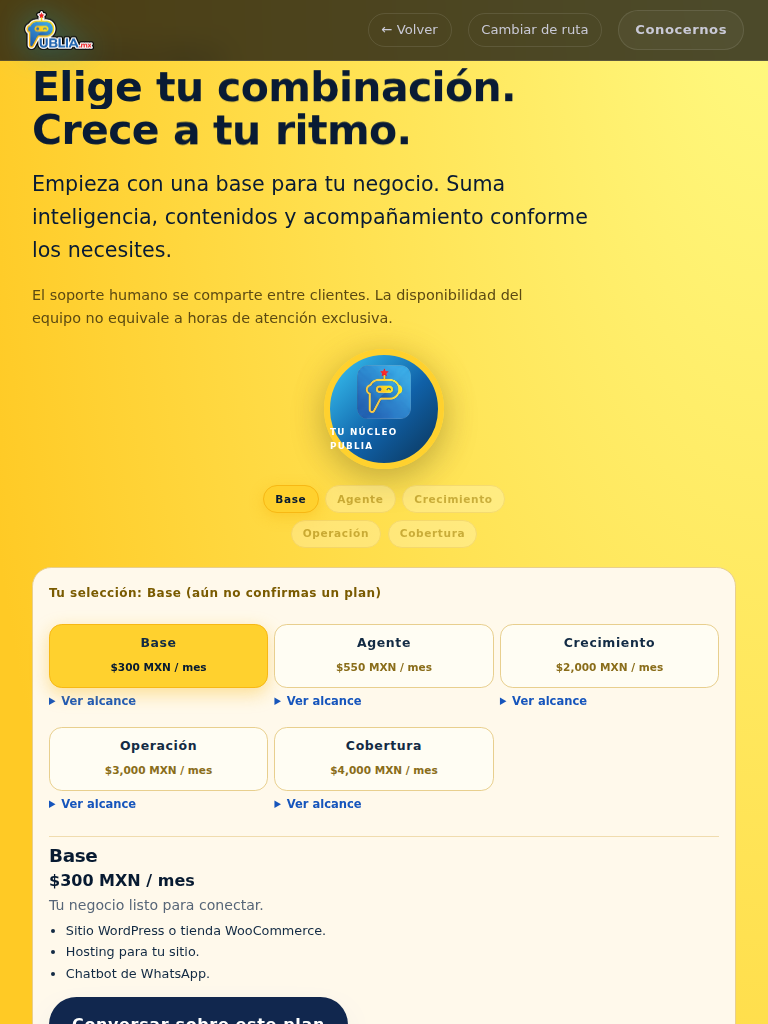 PUBLIA.mx
← Volver
Cambiar de ruta
Conocernos
Elige tu combinación.
Crece a tu ritmo.
Empieza con una base para tu negocio. Suma
inteligencia, contenidos y acompañamiento conforme
los necesites.
El soporte humano se comparte entre clientes. La disponibilidad del
equipo no equivale a horas de atención exclusiva.
TU NÚCLEO
PUBLIA
Base
Agente
Crecimiento
Operación
Cobertura
Tu selección: Base (aún no confirmas un plan)
Base
$300 MXN / mes
▶ Ver alcance
Agente
$550 MXN / mes
▶ Ver alcance
Crecimiento
$2,000 MXN / mes
▶ Ver alcance
Operación
$3,000 MXN / mes
▶ Ver alcance
Cobertura
$4,000 MXN / mes
▶ Ver alcance
Base
$300 MXN / mes
Tu negocio listo para conectar.
• Sitio WordPress o tienda WooCommerce.
• Hosting para tu sitio.
• Chatbot de WhatsApp.
Conversar sobre este plan